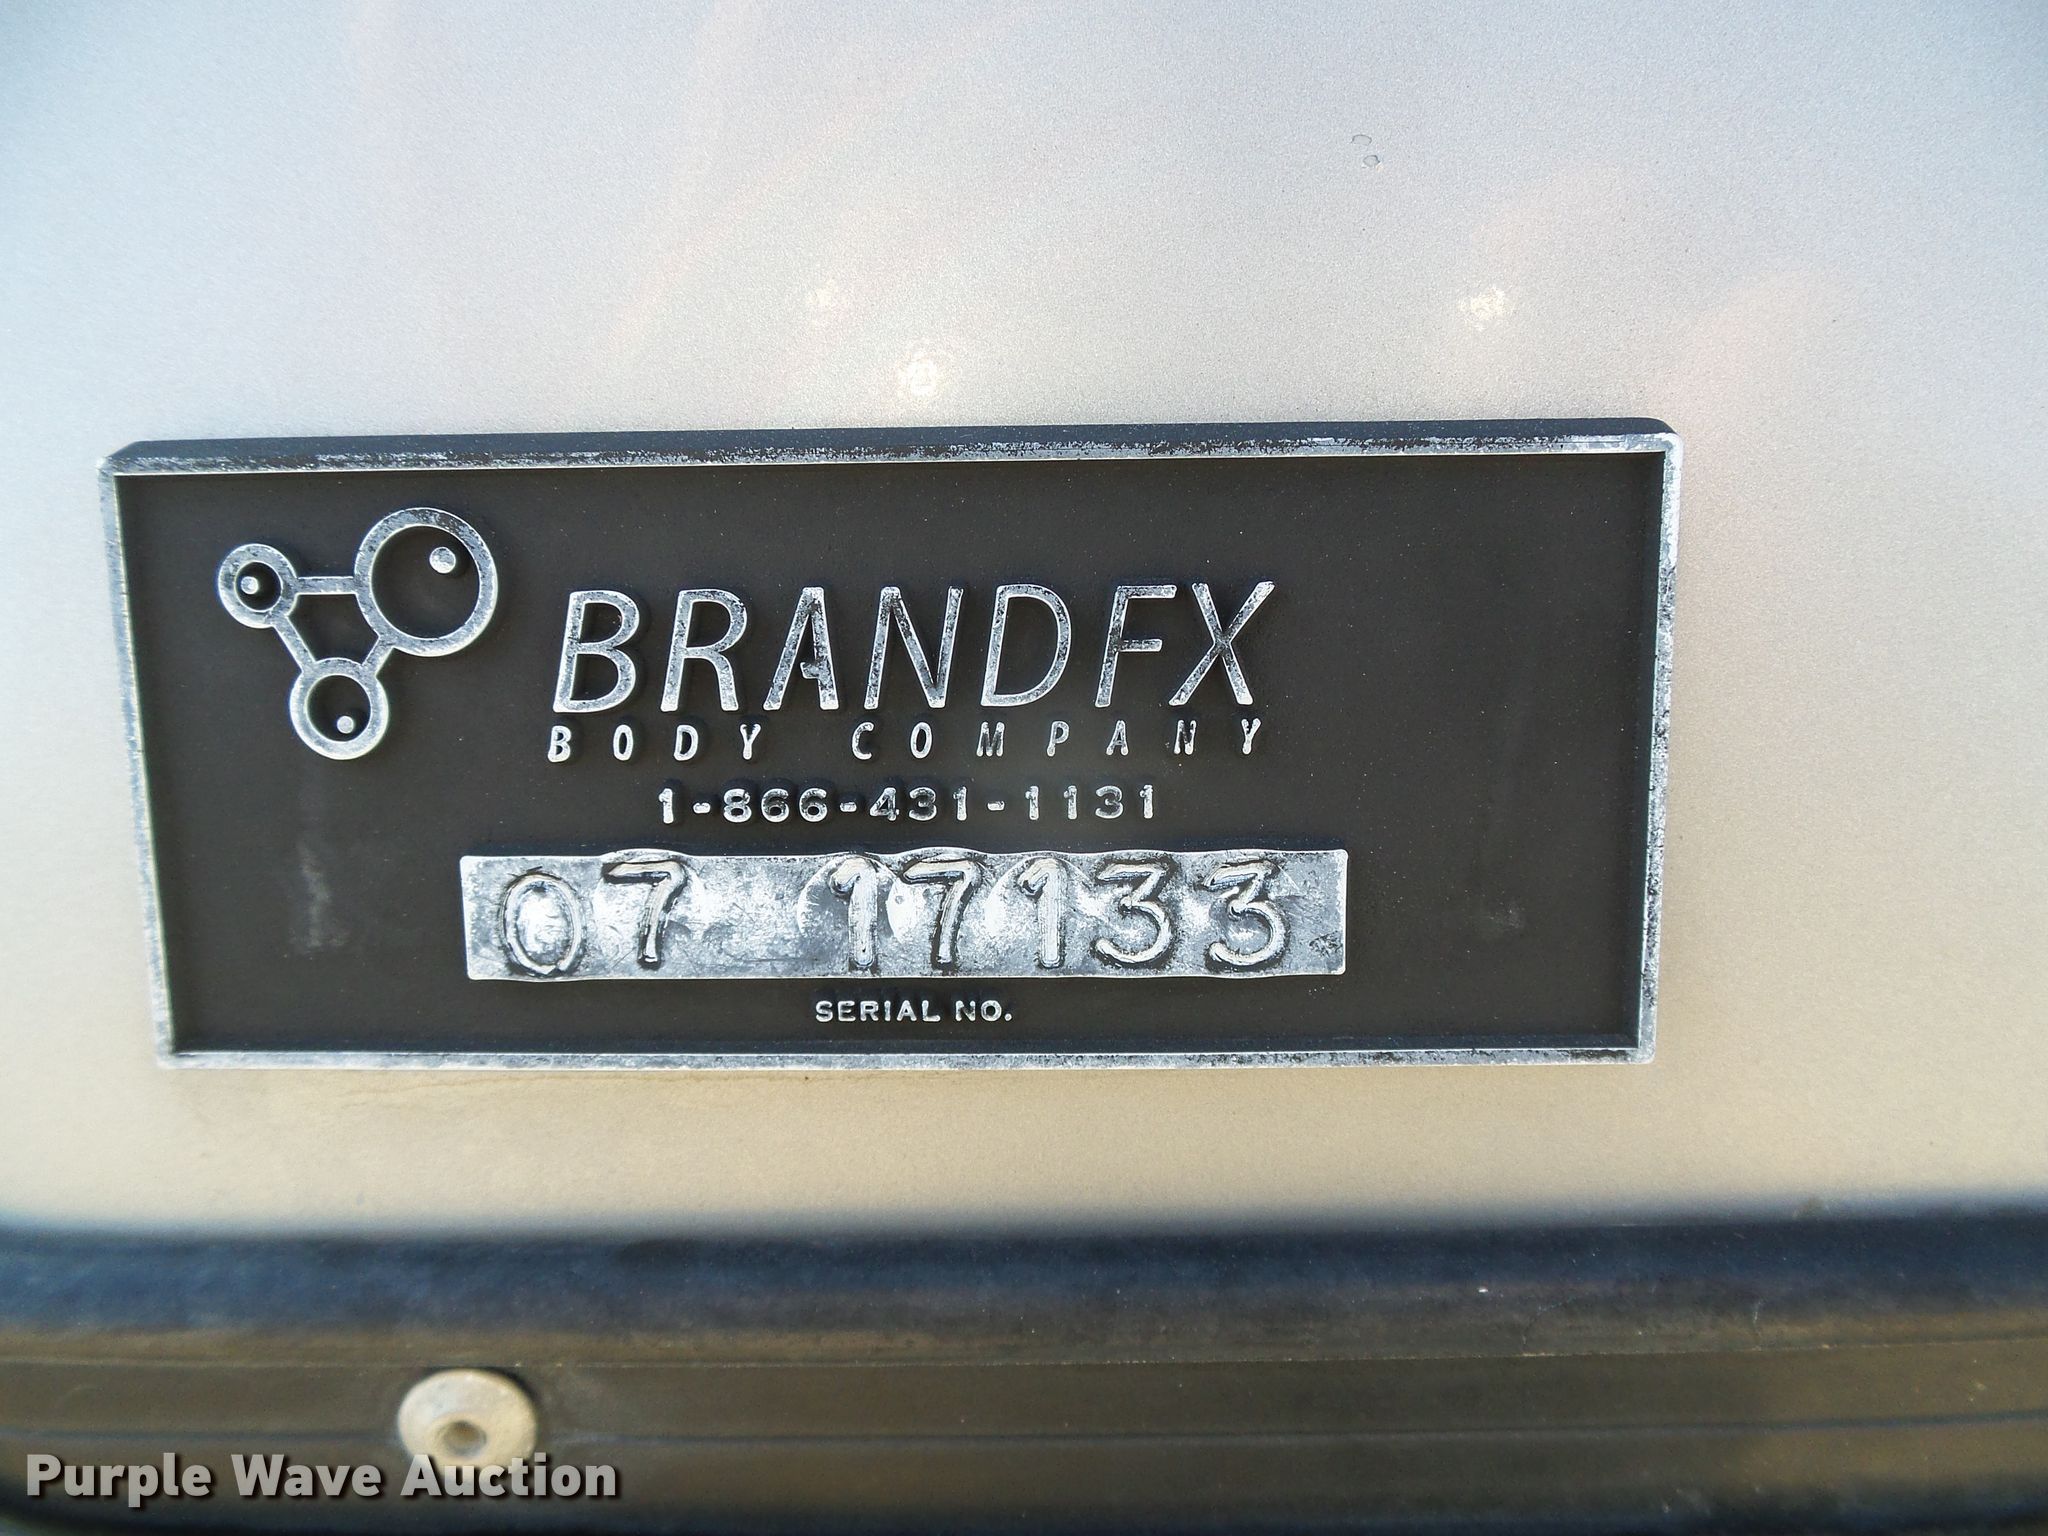 BRANDFX
BODY COMPANY
1-866-431-1131
07 17133
SERIAL NO.
Purple Wave Auction